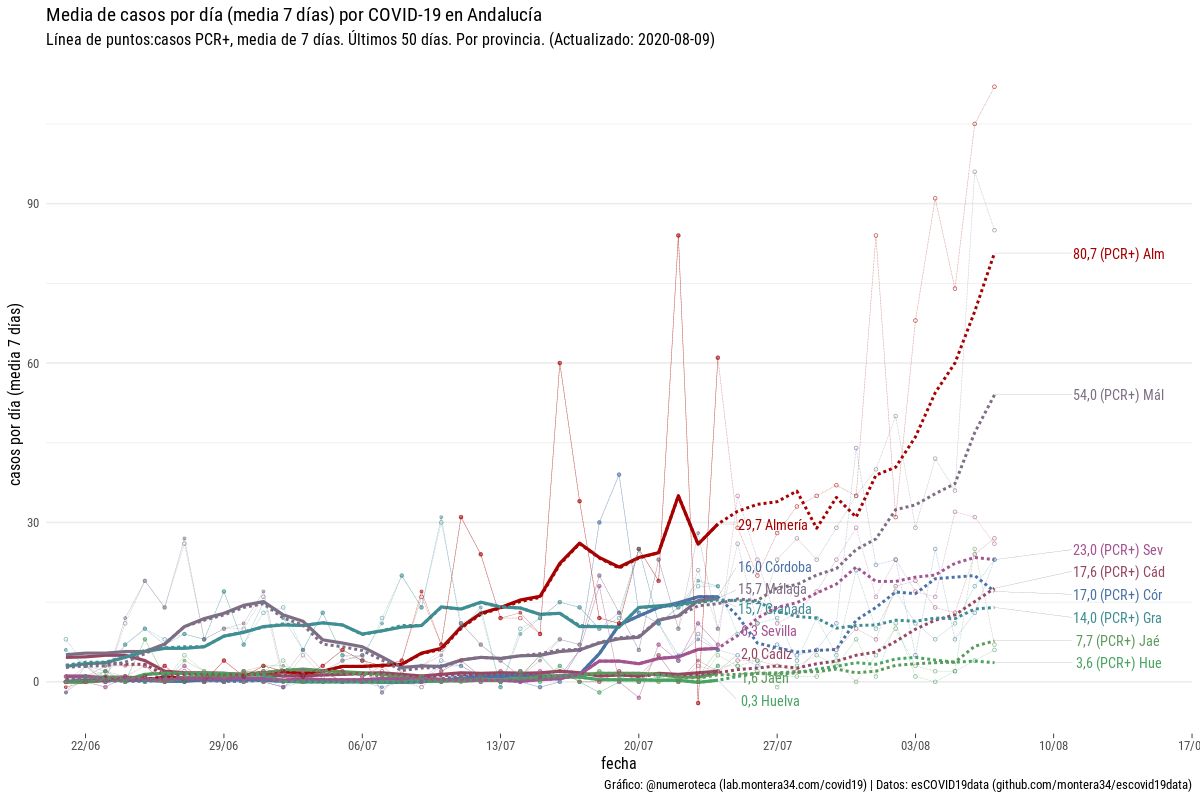 Media de casos por día (media 7 días) por COVID-19 en Andalucía
Línea de puntos:casos PCR+, media de 7 días. Últimos 50 días. Por provincia. (Actualizado: 2020-08-09)
casos por día (media 7 días)
90
60
30
0
80,7 (PCR+) Alm
54,0 (PCR+) Mál
29,7 Almería
23,0 (PCR+) Sev
16,0 Córdoba
17,6 (PCR+) Cád
15,7 Málaga
17,0 (PCR+) Cór
15,7 Granada
14,0 (PCR+) Gra
6,3 Sevilla
7,7 (PCR+) Jaé
2,0 Cádiz
3,6 (PCR+) Hue
1,6 Jaén
0,3 Huelva
22/06 29/06 06/07 13/07 20/07 27/07 03/08 10/08 17/0
fecha
Gráfico: @numeroteca (lab.montera34.com/covid19) | Datos: esCOVID19data (github.com/montera34/escovid19data)